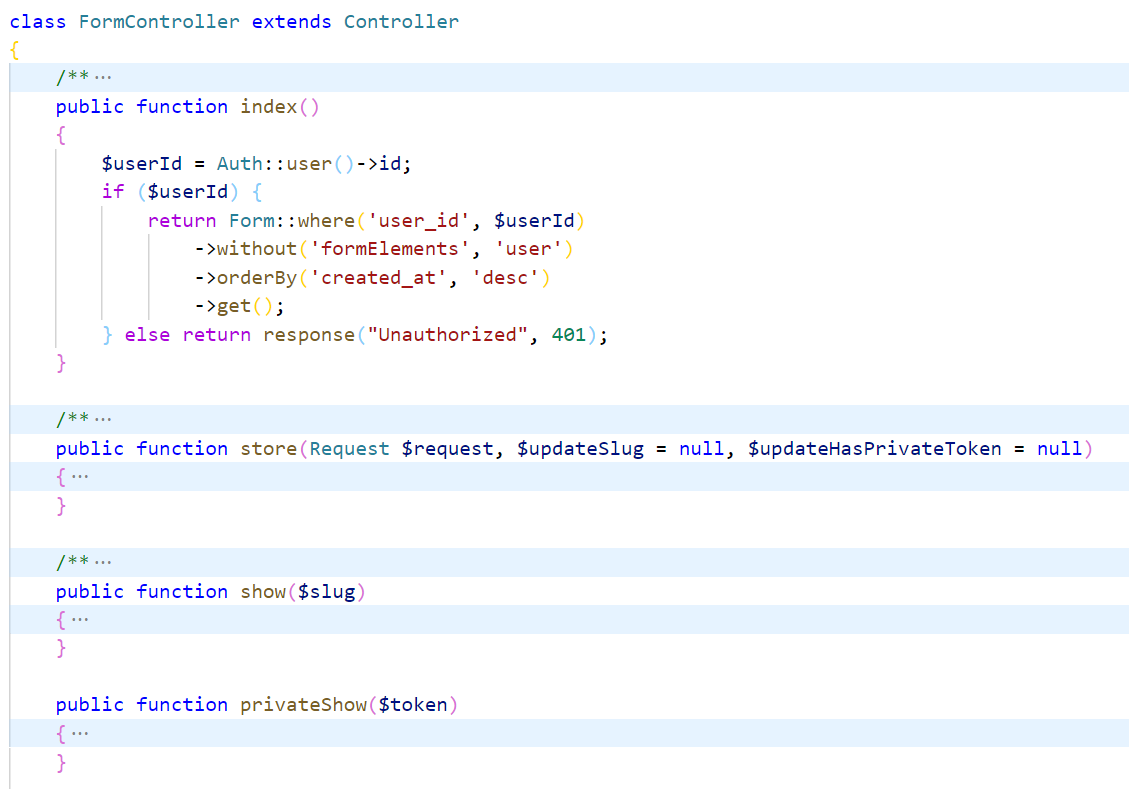 class FormController extends Controller
{
    /** ...
    public function index()
    {
        $userId = Auth::user()->id;
        if ($userId) {
            return Form::where('user_id', $userId)
                ->without('formElements', 'user')
                ->orderBy('created_at', 'desc')
                ->get();
        } else return response("Unauthorized", 401);
    }
    /** ...
    public function store(Request $request, $updateSlug = null, $updateHasPrivateToken = null)
    { ...
    }
    /** ...
    public function show($slug)
    { ...
    }
    public function privateShow($token)
    { ...
    }